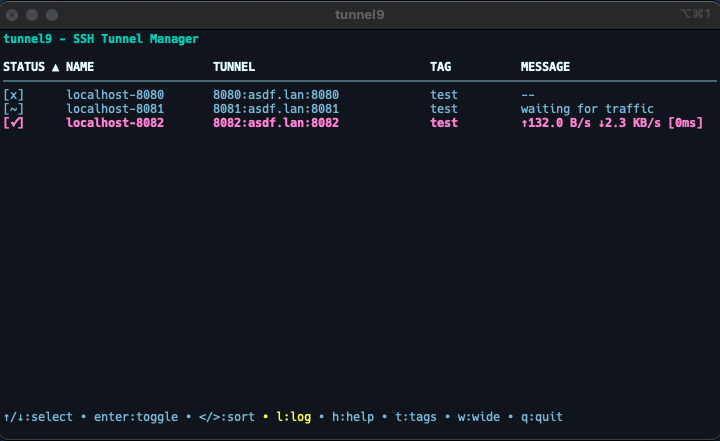 tunnel9
⌥⌘1
tunnel9 - SSH Tunnel Manager
STATUS ▲ NAME TUNNEL TAG MESSAGE
[x] localhost-8080 8080:asdf.lan:8080 test --
[~] localhost-8081 8081:asdf.lan:8081 test waiting for traffic
[✓] localhost-8082 8082:asdf.lan:8082 test ↑132.0 B/s ↓2.3 KB/s [0ms]
↑/↓:select • enter:toggle • </>:sort • l:log • h:help • t:tags • w:wide • q:quit